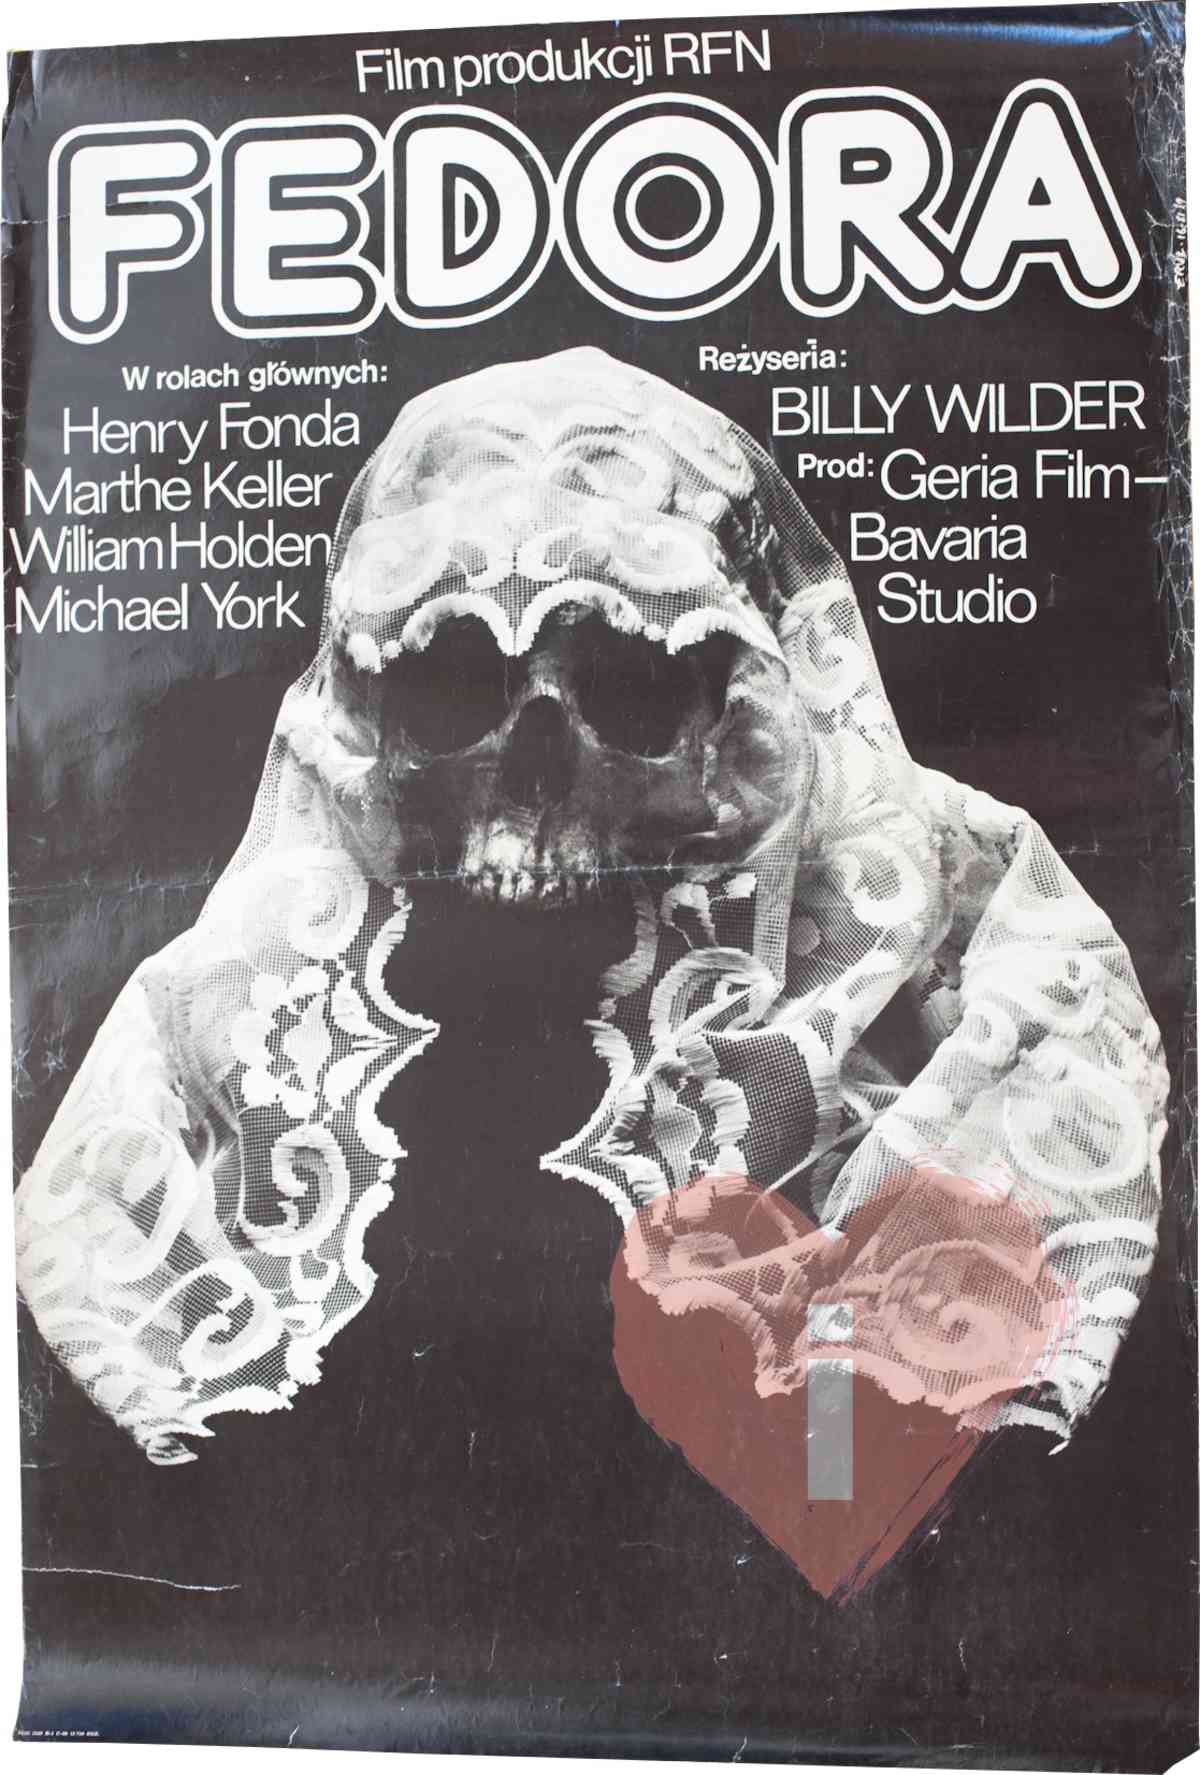 Film produkcji RFN
FEDORA
W rolach głównych:
Henry Fonda
Marthe Keller
William Holden
Michael York
Reżyseria:
BILLY WILDER
Prod: Geria Film–
Bavaria
Studio
i